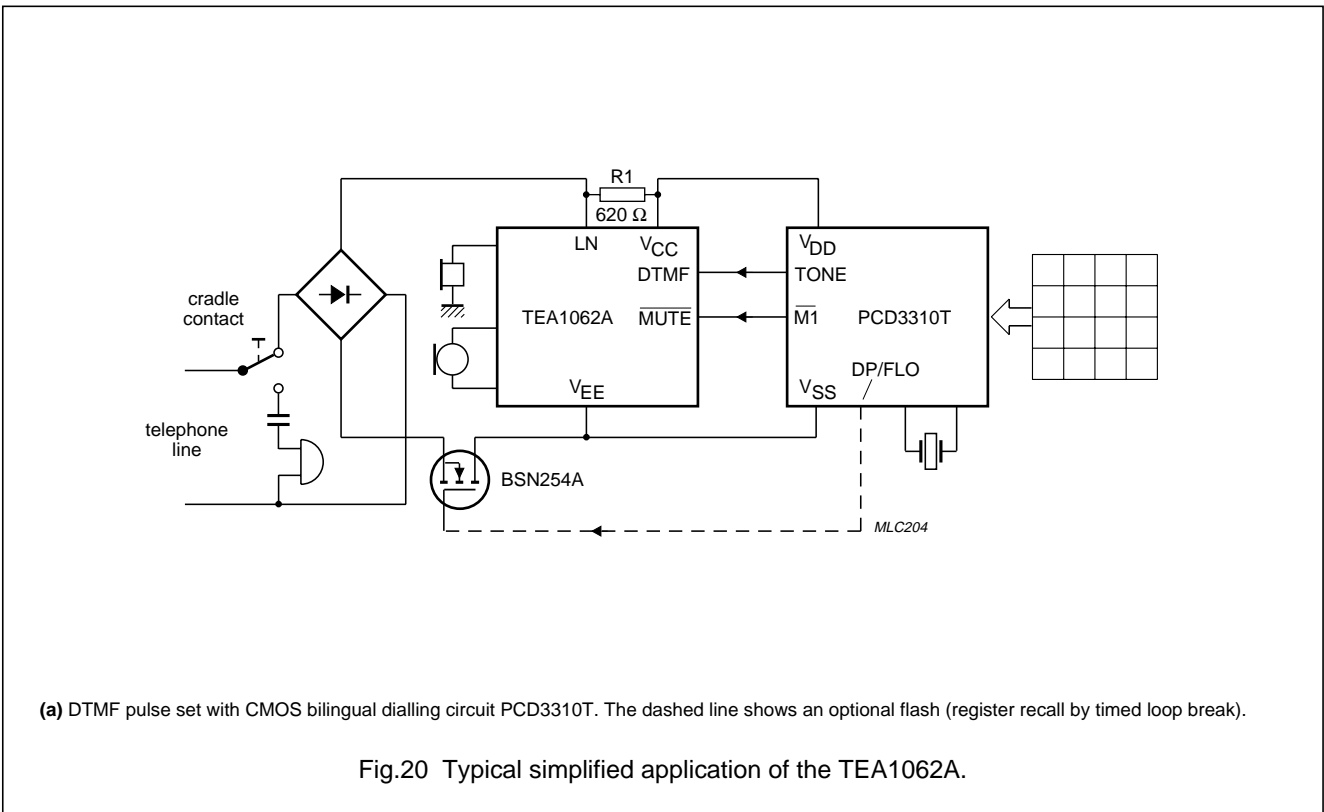 R1
620 Ω
LN
VCC
VDD
DTMF
TONE
cradle
contact
TEA1062A
MUTE
M1
PCD3310T
DP/FLO
VEE
VSS
telephone
line
BSN254A
MLC204
(a) DTMF pulse set with CMOS bilingual dialling circuit PCD3310T. The dashed line shows an optional flash (register recall by timed loop break).
Fig.20 Typical simplified application of the TEA1062A.